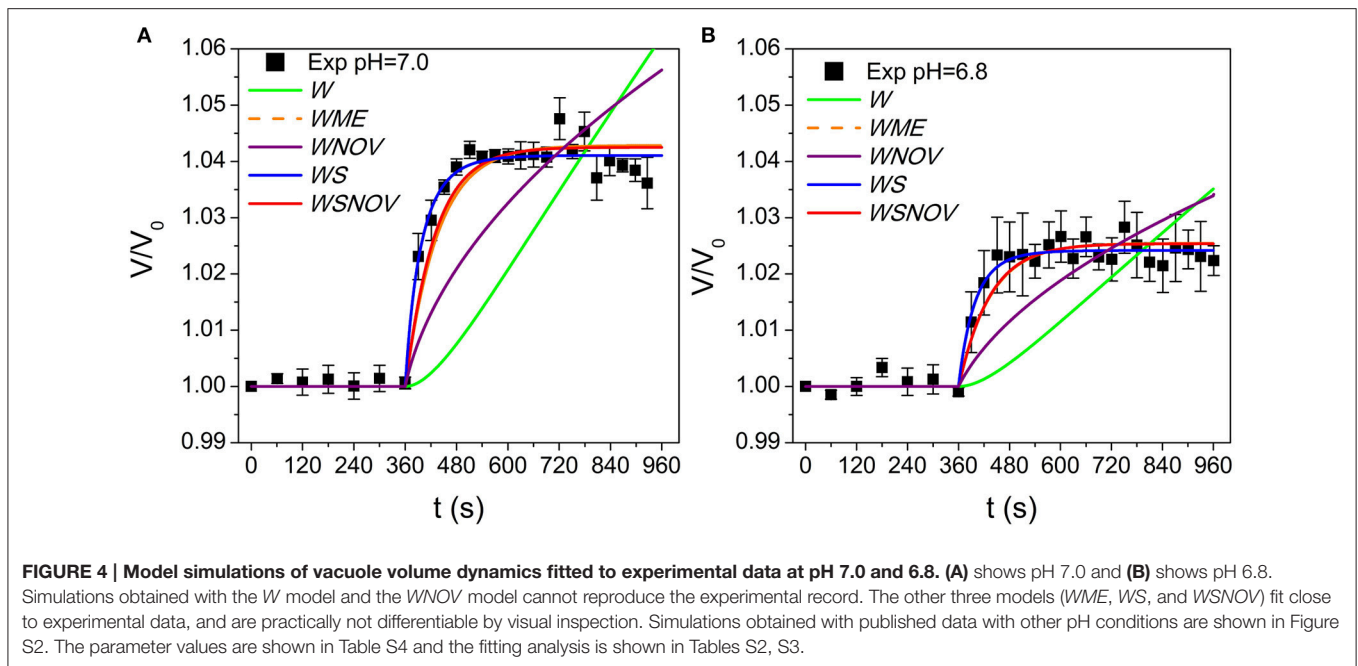 A
1.06
1.05
1.04
1.03
1.02
1.01
1.00
0.99
V/V0
Exp pH=7.0
W
WME
WNOV
WS
WSNOV
0 120 240 360 480 600 720 840 960
t (s)
B
1.06
1.05
1.04
1.03
1.02
1.01
1.00
0.99
V/V0
Exp pH=6.8
W
WME
WNOV
WS
WSNOV
0 120 240 360 480 600 720 840 960
t (s)
FIGURE 4 | Model simulations of vacuole volume dynamics fitted to experimental data at pH 7.0 and 6.8. (A) shows pH 7.0 and (B) shows pH 6.8.
Simulations obtained with the W model and the WNOV model cannot reproduce the experimental record. The other three models (WME, WS, and WSNOV) fit close
to experimental data, and are practically not differentiable by visual inspection. Simulations obtained with published data with other pH conditions are shown in Figure
S2. The parameter values are shown in Table S4 and the fitting analysis is shown in Tables S2, S3.